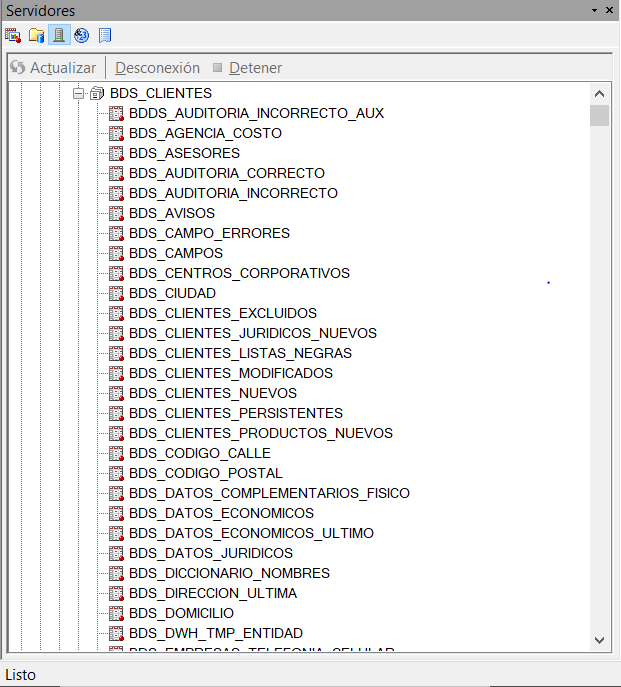 Servidores
Actualizar Desconexión Detener
BDS_CLIENTES
BDDS_AUDITORIA_INCORRECTO_AUX
BDS_AGENCIA_COSTO
BDS_ASESORES
BDS_AUDITORIA_CORRECTO
BDS_AUDITORIA_INCORRECTO
BDS_AVISOS
BDS_CAMPO_ERRORES
BDS_CAMPOS
BDS_CENTROS_CORPORATIVOS
BDS_CIUDAD
BDS_CLIENTES_EXCLUIDOS
BDS_CLIENTES_JURIDICOS_NUEVOS
BDS_CLIENTES_LISTAS_NEGRAS
BDS_CLIENTES_MODIFICADOS
BDS_CLIENTES_NUEVOS
BDS_CLIENTES_PERSISTENTES
BDS_CLIENTES_PRODUCTOS_NUEVOS
BDS_CODIGO_CALLE
BDS_CODIGO_POSTAL
BDS_DATOS_COMPLEMENTARIOS_FISICO
BDS_DATOS_ECONOMICOS
BDS_DATOS_ECONOMICOS_ULTIMO
BDS_DATOS_JURIDICOS
BDS_DICCIONARIO_NOMBRES
BDS_DIRECCION_ULTIMA
BDS_DOMICILIO
BDS_DWH_TMP_ENTIDAD
BDS_EMPRESAS_TELEFONIA_CELULAR
Listo